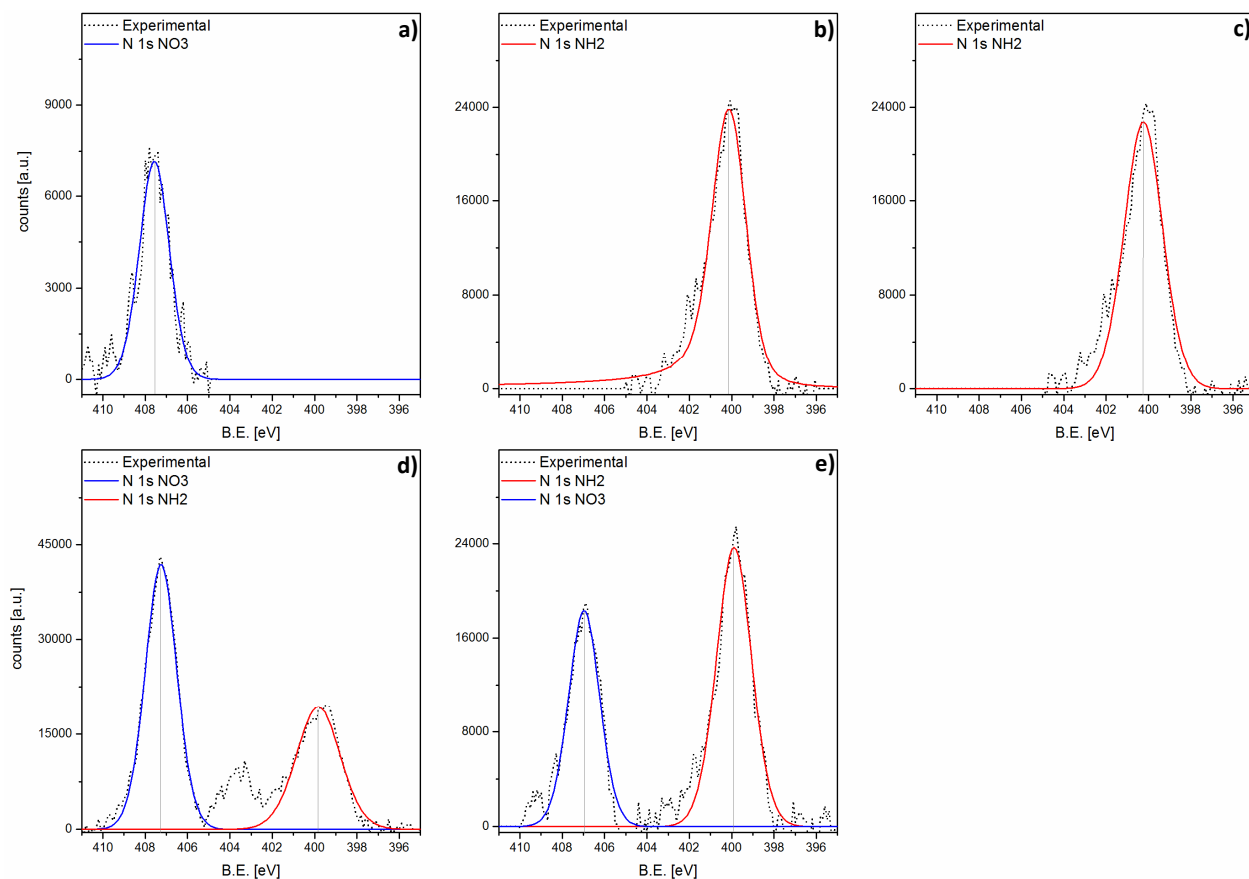 Experimental
N 1s NO3
a)
9000
6000
3000
0
counts [a.u.]
410 408 406 404 402 400 398 396
B.E. [eV]
Experimental
N 1s NH2
b)
24000
16000
8000
0
410 408 406 404 402 400 398 396
B.E. [eV]
Experimental
N 1s NH2
c)
24000
16000
8000
0
410 408 406 404 402 400 398 396
B.E. [eV]
Experimental
N 1s NO3
N 1s NH2
d)
45000
30000
15000
0
counts [a.u.]
410 408 406 404 402 400 398 396
B.E. [eV]
Experimental
N 1s NH2
N 1s NO3
e)
24000
16000
8000
0
410 408 406 404 402 400 398 396
B.E. [eV]